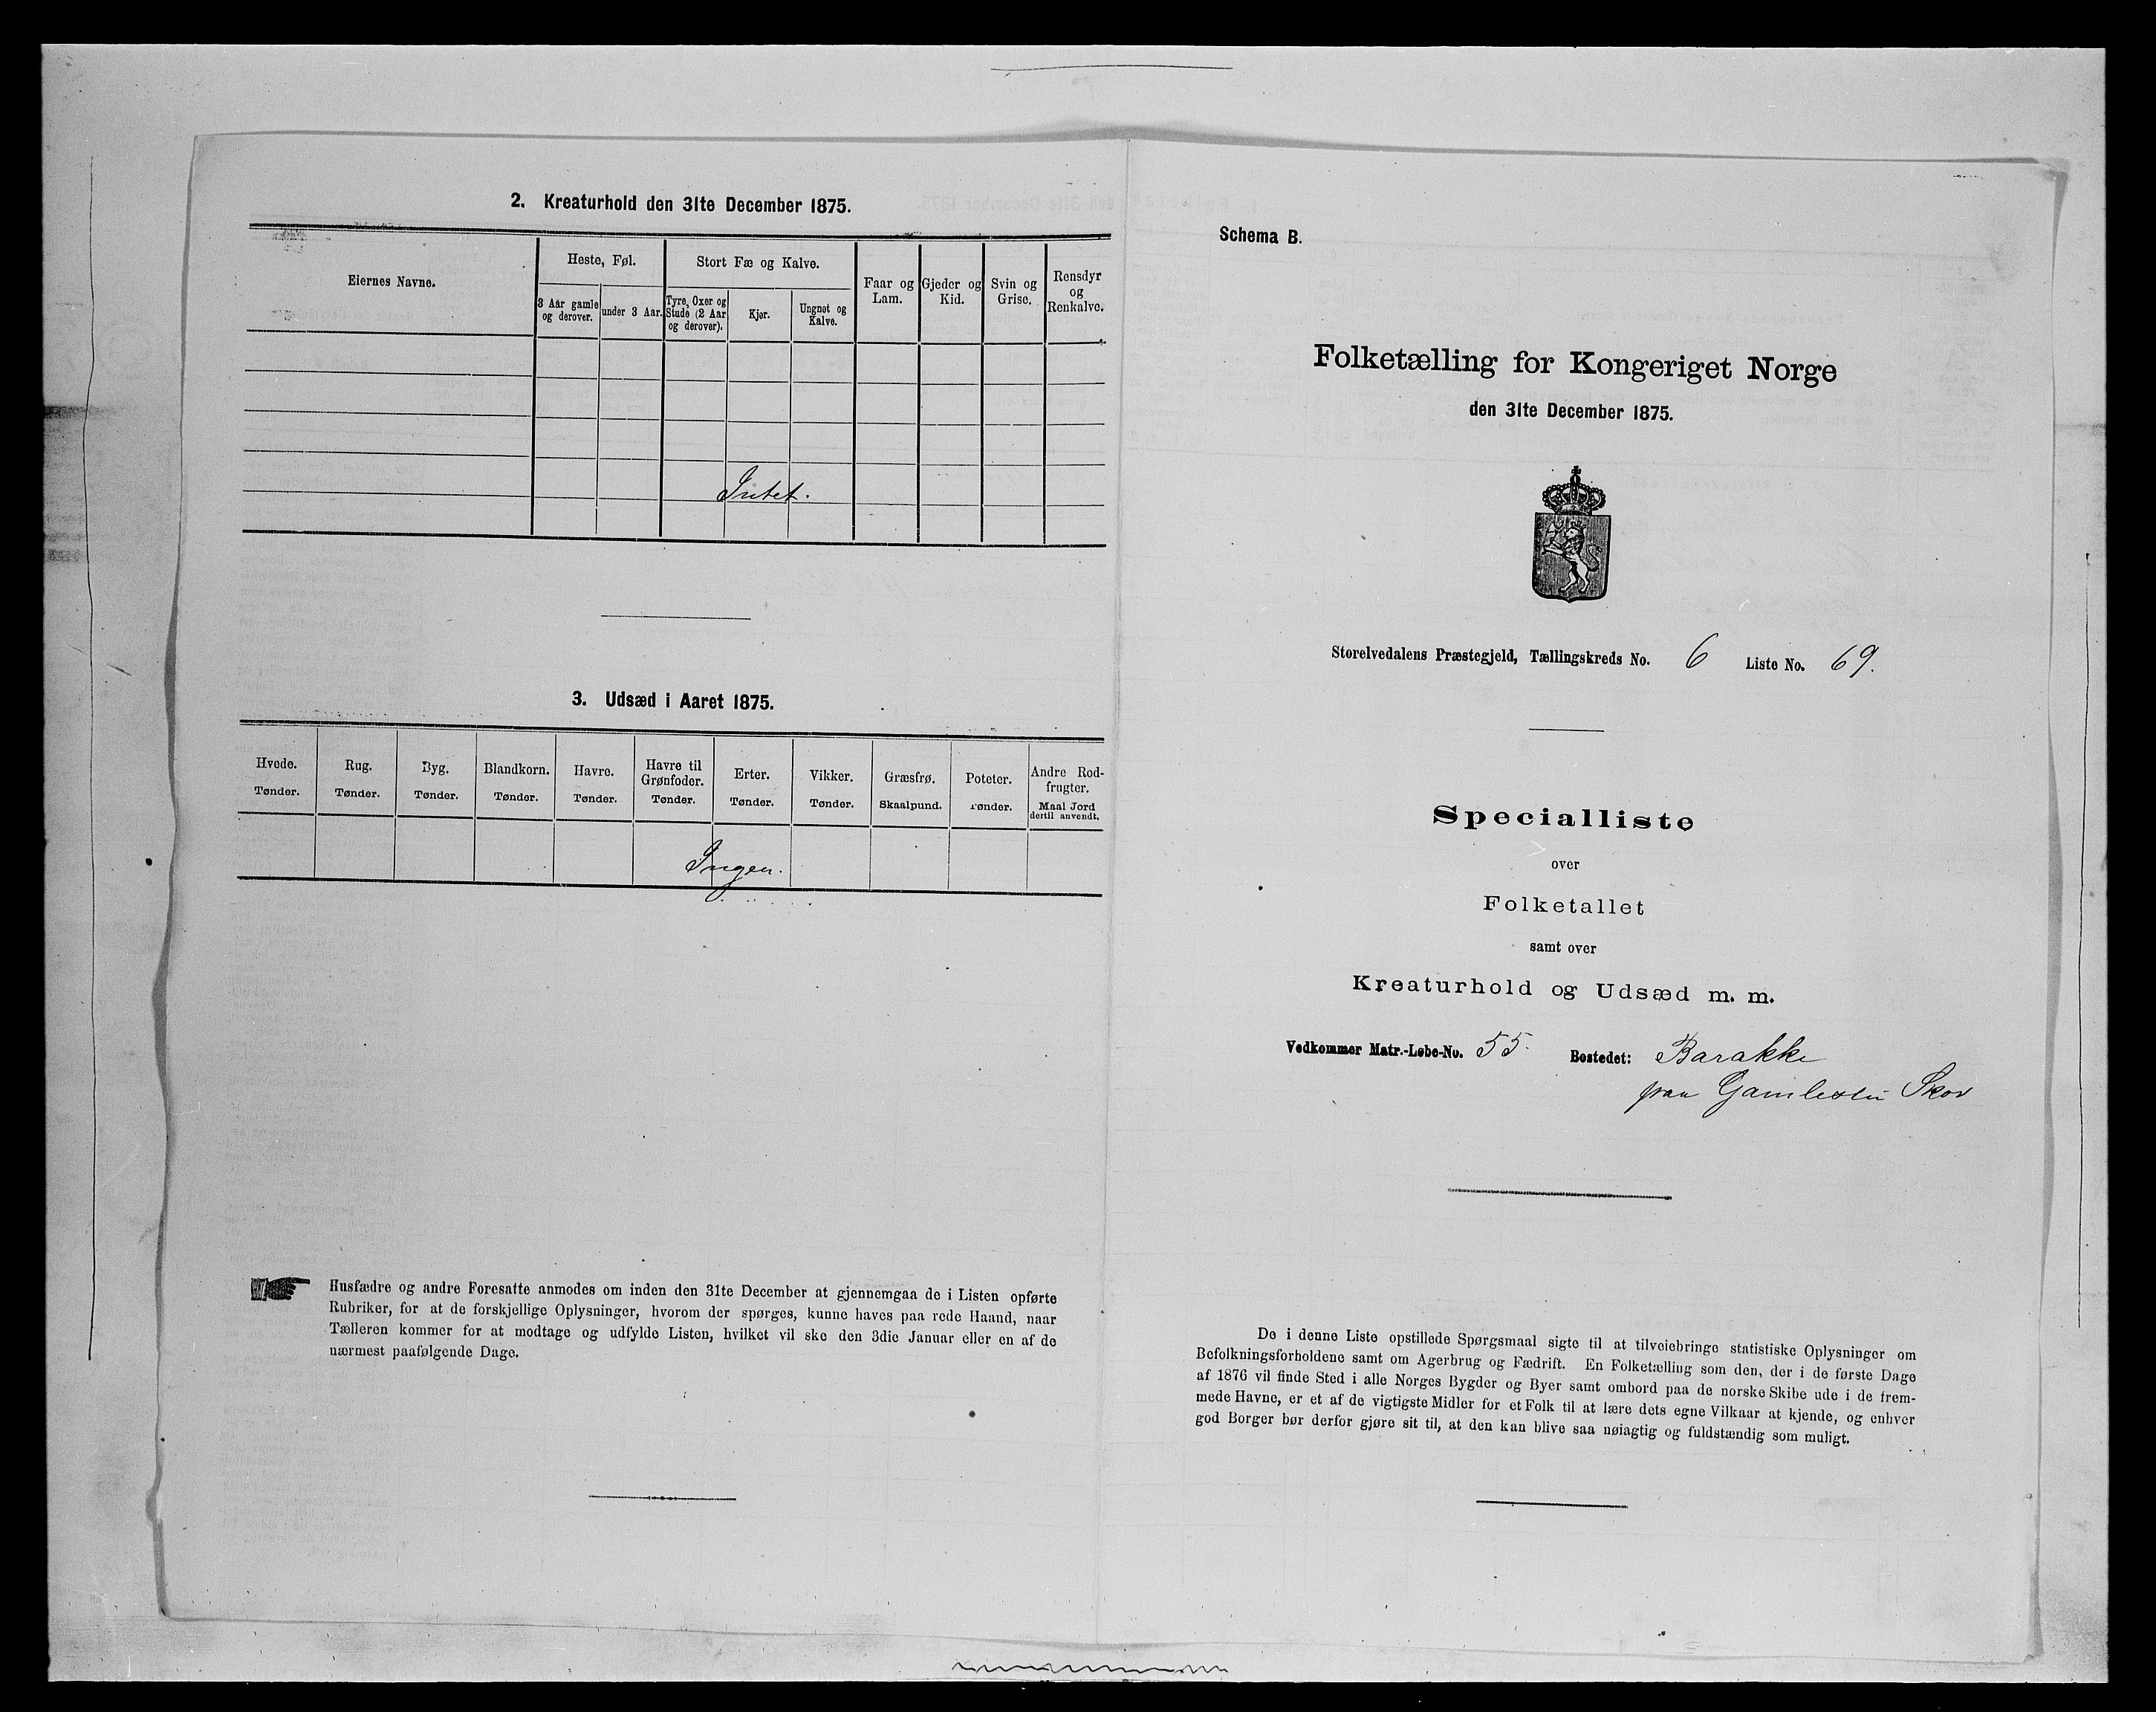 2. Kreaturhold den 31te December 1875.
Eiernes Navne.
Heste, Føl.
Stort Fæ og Kalve.
Faar og Lam.
Gjeder og Kid.
Svin og Grise.
Rensdyr og Renkalve.
3 Aar gamle og derover.
under 3 Aar.
Tyre, Oxer og Stude (2 Aar og derover).
Kjør.
Ungnøt og Kalve.
Intet.
3. Udsæd i Aaret 1875.
Hvede. Tønder.
Rug. Tønder.
Byg. Tønder.
Blandkorn. Tønder.
Havre. Tønder.
Havre til Grønfoder. Tønder.
Erter. Tønder.
Vikker. Tønder.
Græsfrø. Skaalpund.
Poteter. Tønder.
Andre Rodfrugter. Maal Jord dertil anvendt.
Ingen.
Husfædre og andre Foresatte anmodes om inden den 31te December at gjennemgaa de i Listen opførte
Rubriker, for at de forskjellige Oplysninger, hvorom der spørges, kunne haves paa rede Haand, naar
Tælleren kommer for at modtage og udfylde Listen, hvilket vil ske den 3die Januar eller en af de
nærmest paafølgende Dage.
Schema B.
Folketælling for Kongeriget Norge
den 31te December 1875.
Storelvedalens Præstegjeld, Tællingskreds No. 6 Liste No. 69.
Specialliste
over
Folketallet
samt over
Kreaturhold og Udsæd m. m.
Vedkommer Matr.-Løbe-No. 55. Bostedet: Barakke
paa Gamlestu Skov
De i denne Liste opstillede Spørgsmaal sigte til at tilveiebringe statistiske Oplysninger om
Befolkningsforholdene samt om Agerbrug og Fædrift. En Folketælling som den, der i de første Dage
af 1876 vil finde Sted i alle Norges Bygder og Byer samt ombord paa de norske Skibe ude i de frem-
mede Havne, er et af de vigtigste Midler for et Folk til at lære dets egne Vilkaar at kjende, og enhver
god Borger bør derfor gjøre sit til, at den kan blive saa nøiagtig og fuldstændig som muligt.